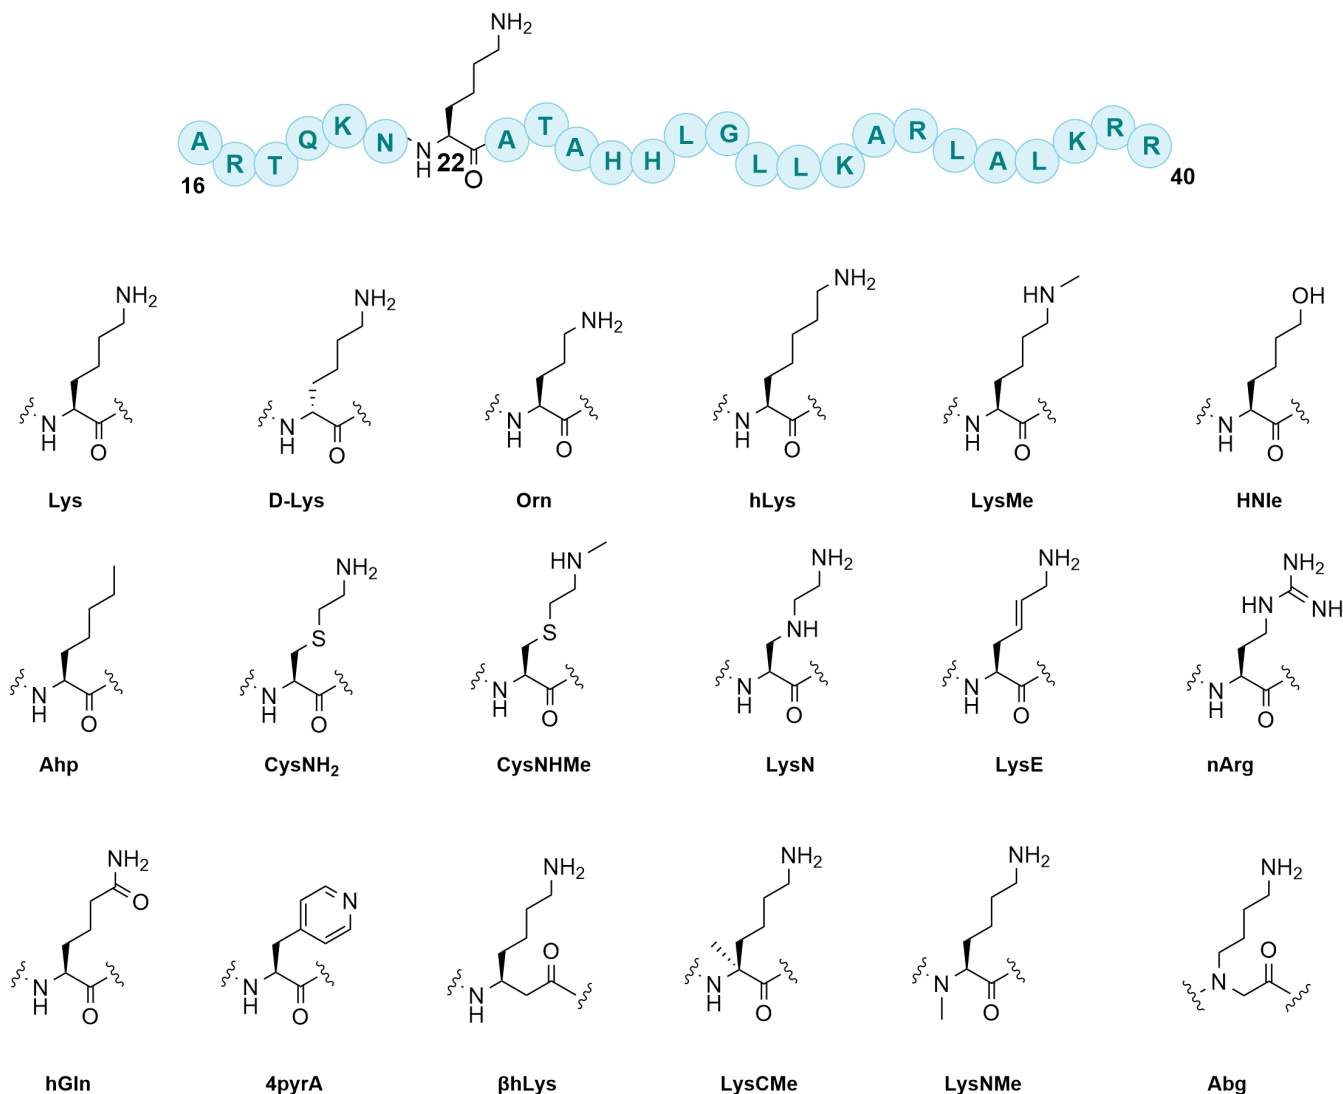 NH2
A R T Q K N N H 22 O A T A H H L G L L K A R L A L K R R
16 40
NH2 NH2 NH2 NH2 HN OH
N H O N H O N H O N H O N H O N H O
Lys D-Lys Orn hLys LysMe HNle
NH2 HN NH2 NH2 NH2
S S NH HN NH
N H O N H O N H O N H O N H O N H O
Ahp CysNH2 CysNHMe LysN LysE nArg
NH2 O N NH2 NH2 NH2 NH2
N H O N H O N H O N H O N O N O
hGln 4pyrA βhLys LysCMe LysNMe Abg